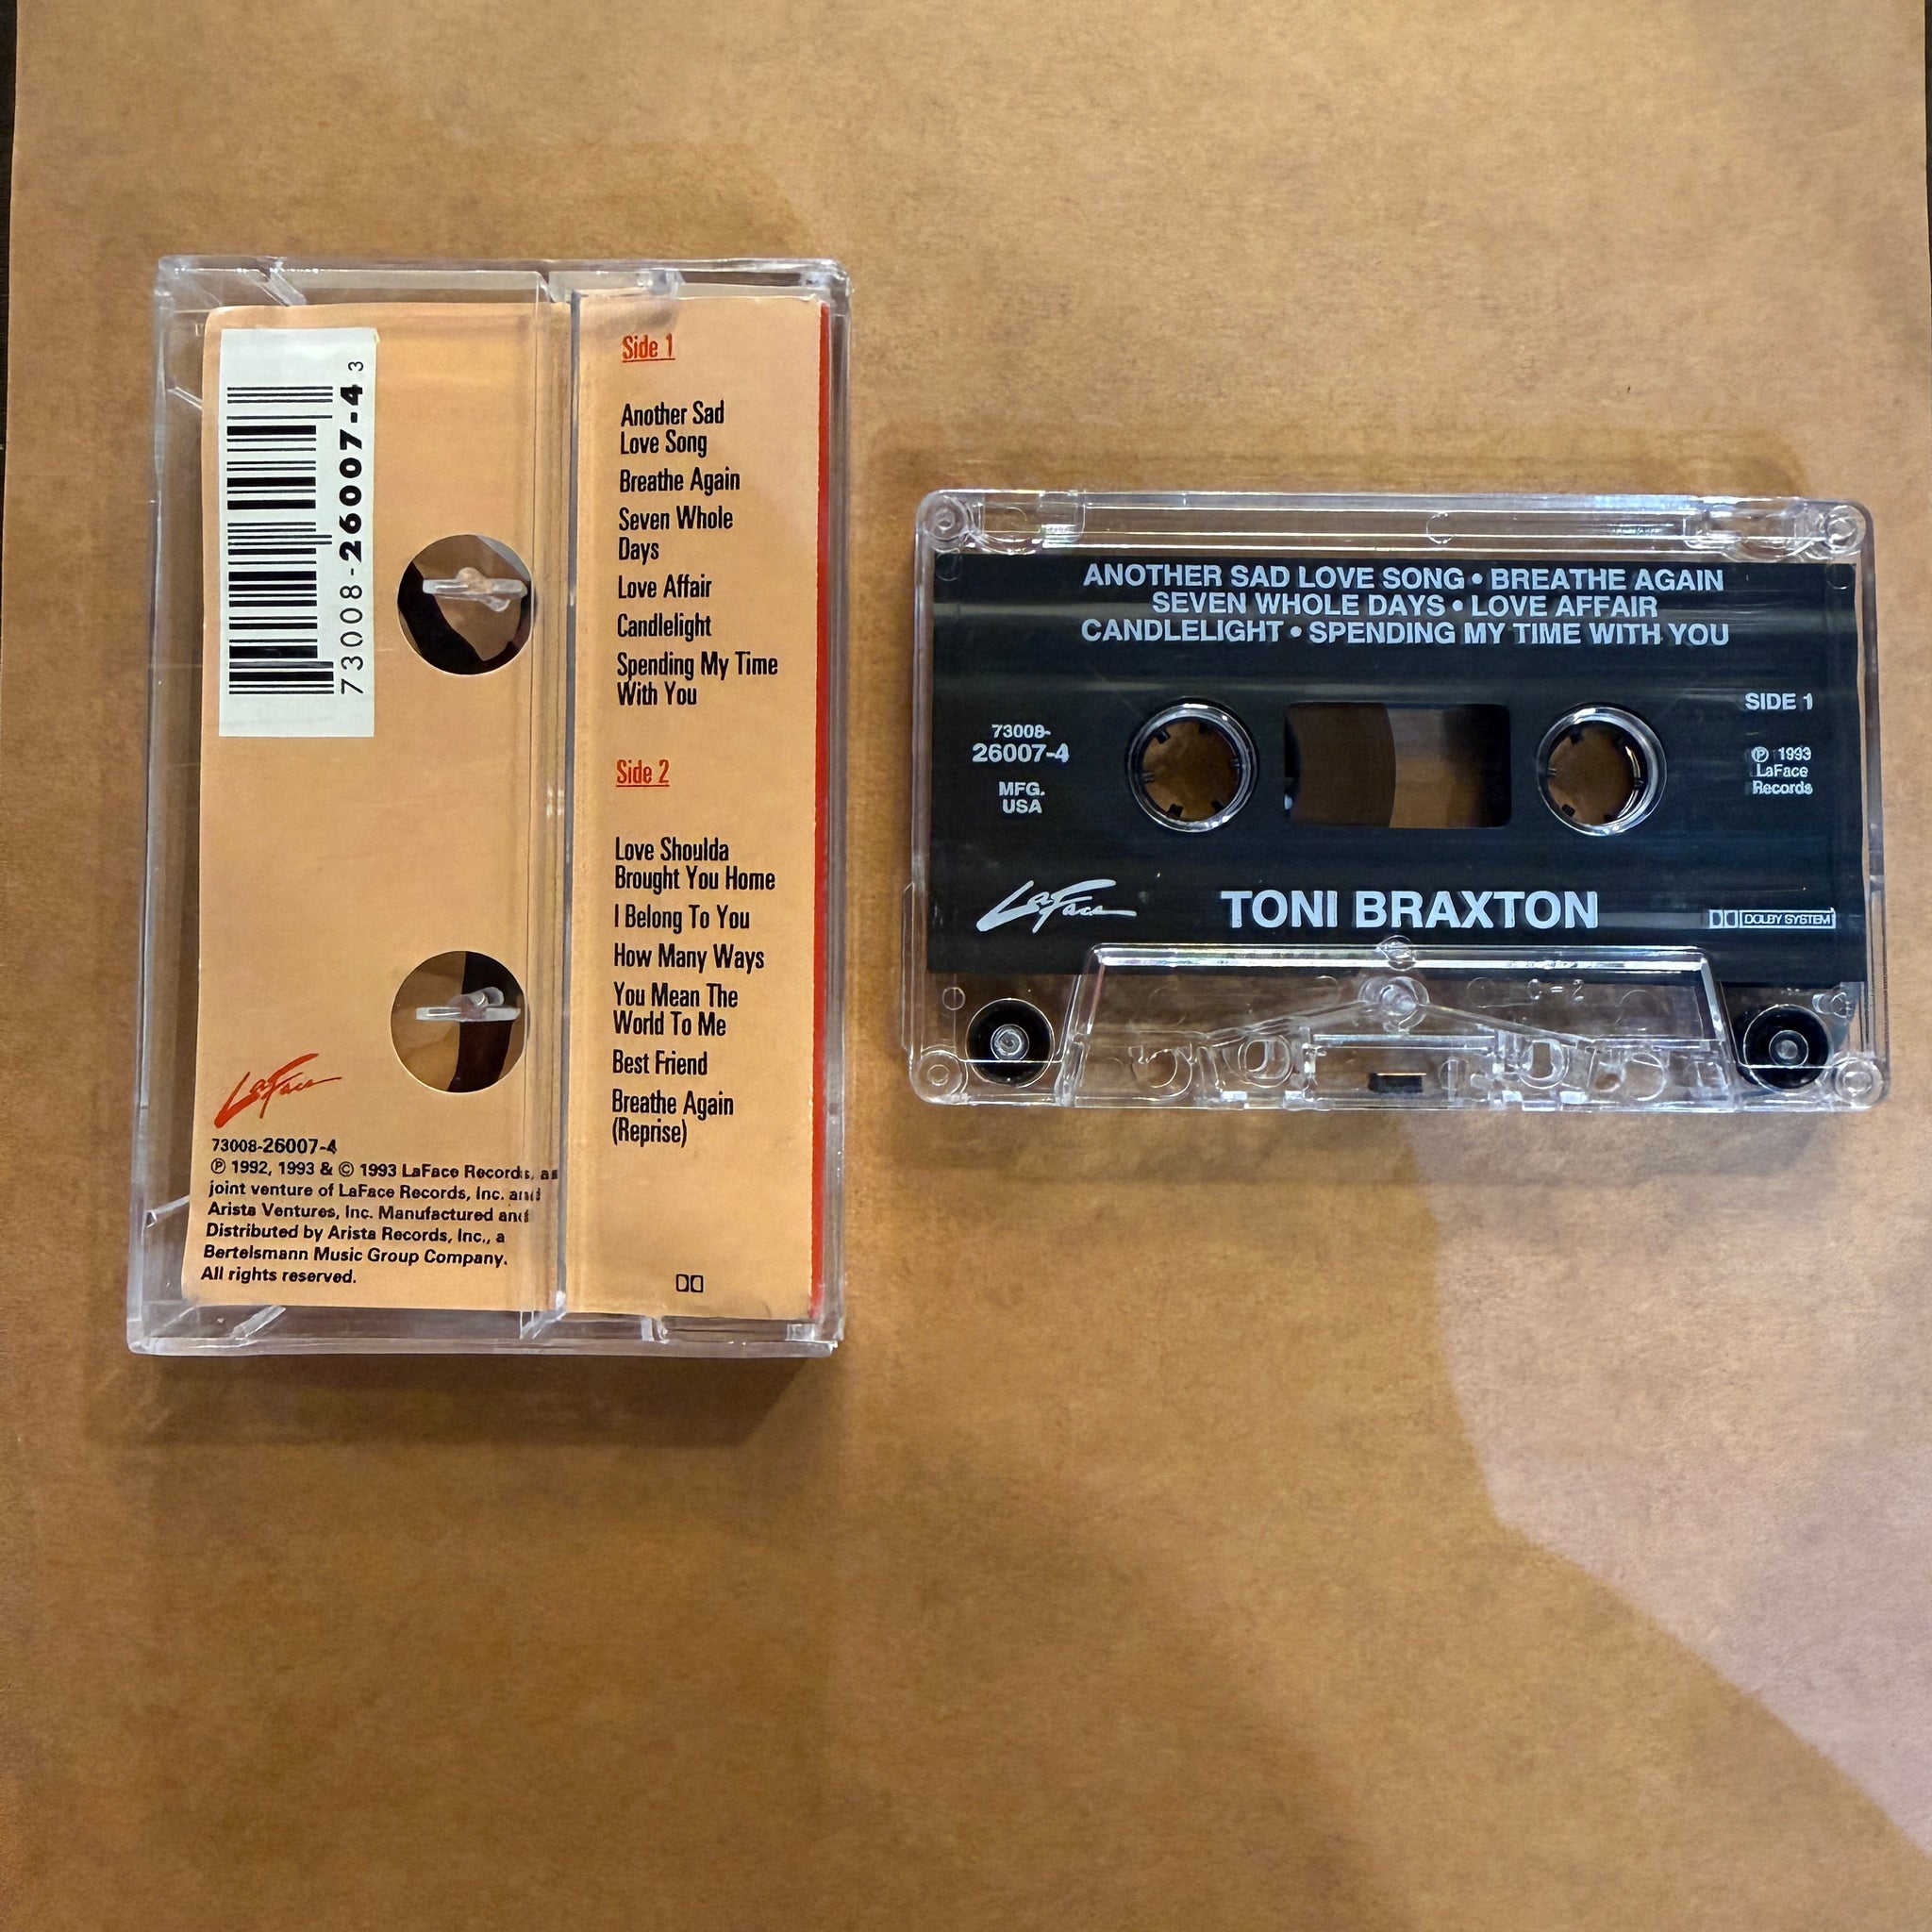 73008-26007-4 3
LaFace
73008-26007-4
℗ 1992, 1993 & © 1993 LaFace Records, as
joint venture of LaFace Records, Inc. and
Arista Ventures, Inc. Manufactured and
Distributed by Arista Records, Inc., a
Bertelsmann Music Group Company.
All rights reserved.
Side 1
Another Sad
Love Song
Breathe Again
Seven Whole
Days
Love Affair
Candlelight
Spending My Time
With You
Side 2
Love Shoulda
Brought You Home
I Belong To You
How Many Ways
You Mean The
World To Me
Best Friend
Breathe Again
(Reprise)
ANOTHER SAD LOVE SONG • BREATHE AGAIN
SEVEN WHOLE DAYS • LOVE AFFAIR
CANDLELIGHT • SPENDING MY TIME WITH YOU
73008-
26007-4
MFG.
USA
SIDE 1
℗ 1993
LaFace
Records
LaFace
TONI BRAXTON
DOLBY SYSTEM